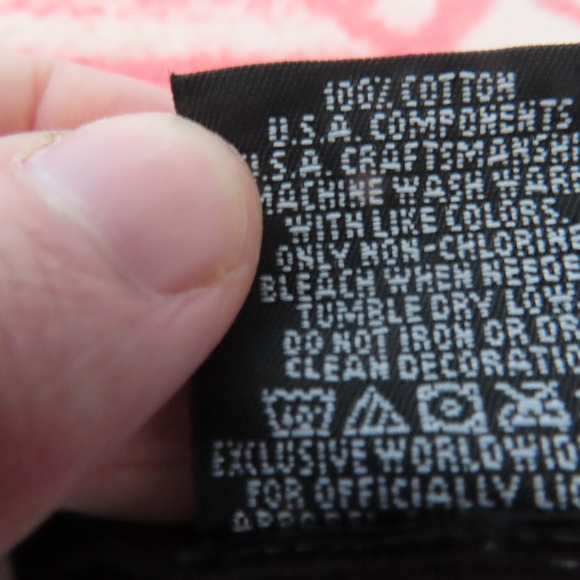 100% COTTON
U.S.A. COMPONENTS
U.S.A. CRAFTSMANSHI
MACHINE WASH WAR
WITH LIKE COLORS.
ONLY NON-CHLORINE
BLEACH WHEN NEEDE
TUMBLE DRY LOW.
DO NOT IRON OR DR
CLEAN DECORATIO
EXCLUSIVE WORLDWID
FOR OFFICIALLY LI